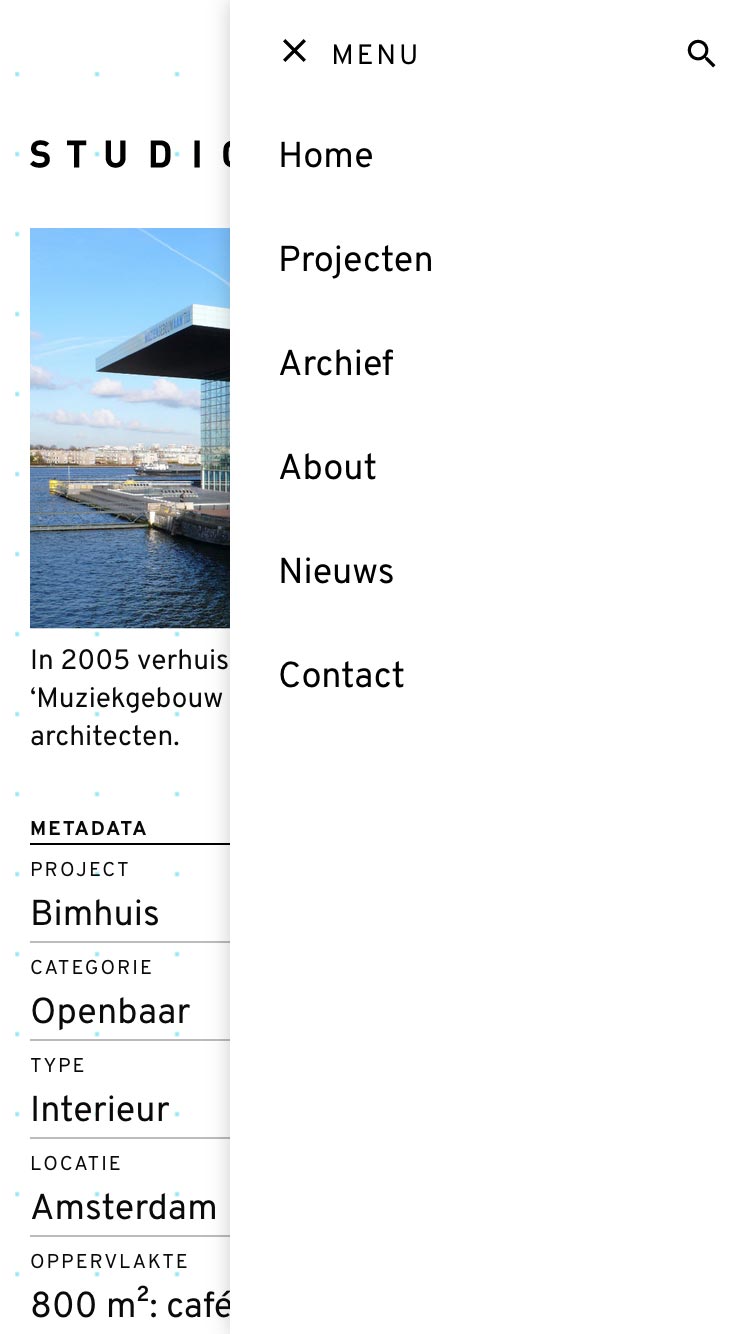 MENU
Home
Projecten
Archief
About
Nieuws
Contact
STUDIO
In 2005 verhuis
‘Muziekgebouw
architecten.
METADATA
PROJECT
Bimhuis
CATEGORIE
Openbaar
TYPE
Interieur
LOCATIE
Amsterdam
OPPERVLAKTE
800 m²: café